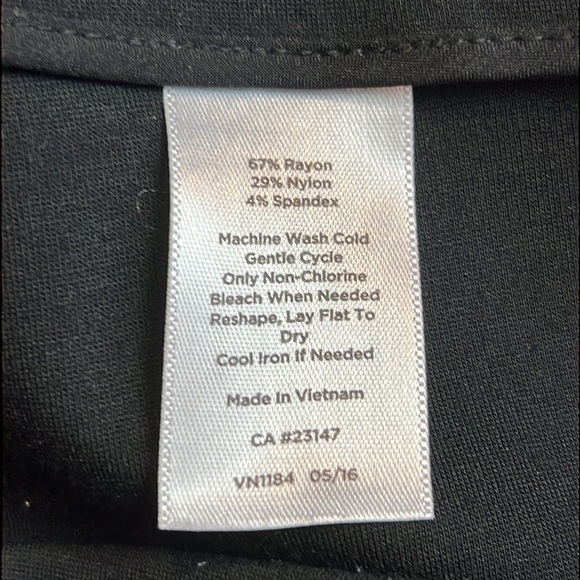 67% Rayon
29% Nylon
4% Spandex
Machine Wash Cold
Gentle Cycle
Only Non-Chlorine
Bleach When Needed
Reshape, Lay Flat To
Dry
Cool Iron If Needed
Made In Vietnam
CA #23147
VN1184 05/16